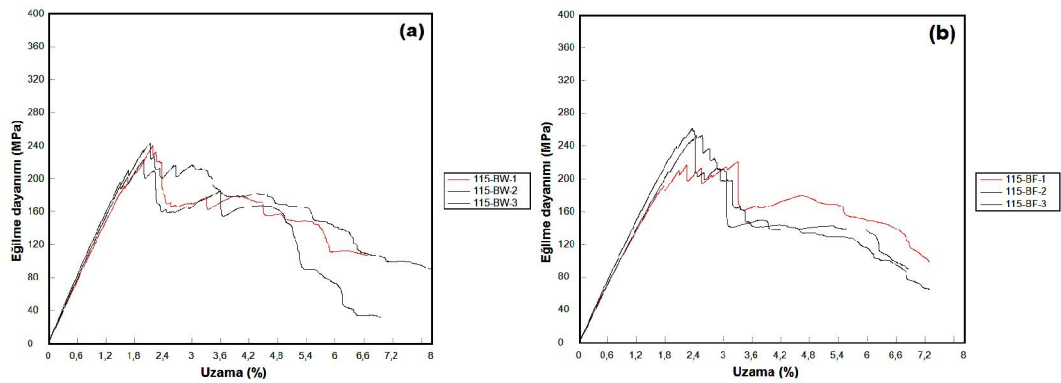 (a)
Eğilme dayanımı (MPa)
400
360
320
280
240
200
160
120
80
40
0
0 0,6 1,2 1,8 2,4 3 3,6 4,2 4,8 5,4 6 6,6 7,2 8
Uzama (%)
115-BW-1
115-BW-2
115-BW-3
(b)
Eğilme dayanımı (MPa)
400
360
320
280
240
200
160
120
80
40
0
0 0,6 1,2 1,8 2,4 3 3,6 4,2 4,8 5,4 6 6,6 7,2 8
Uzama (%)
115-BF-1
115-BF-2
115-BF-3